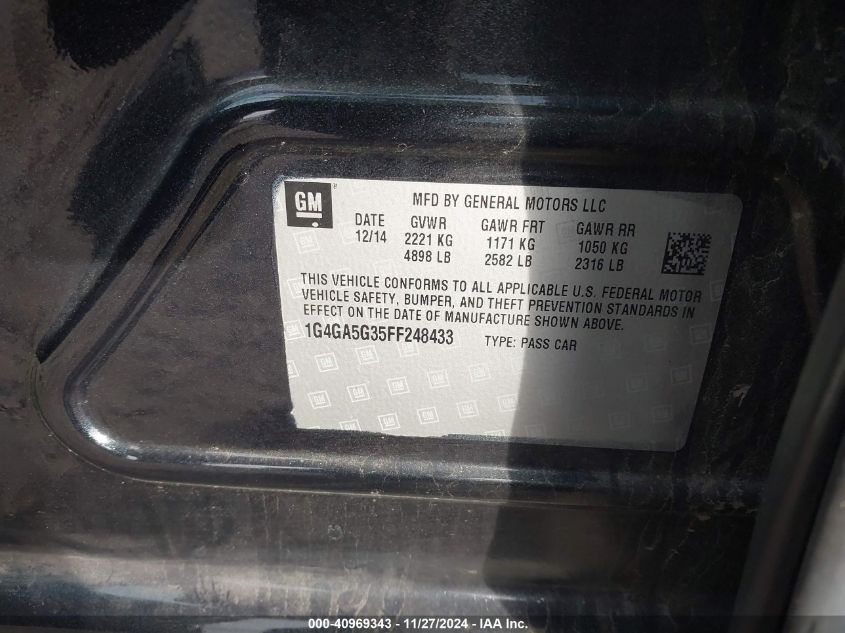 GM ® MFD BY GENERAL MOTORS LLC
DATE GVWR GAWR FRT GAWR RR
12/14 2221 KG 1171 KG 1050 KG
4898 LB 2582 LB 2316 LB
THIS VEHICLE CONFORMS TO ALL APPLICABLE U.S. FEDERAL MOTOR
VEHICLE SAFETY, BUMPER, AND THEFT PREVENTION STANDARDS IN
EFFECT ON THE DATE OF MANUFACTURE SHOWN ABOVE.
1G4GA5G35FF248433 TYPE: PASS CAR
000-40969343 - 11/27/2024 - IAA Inc.